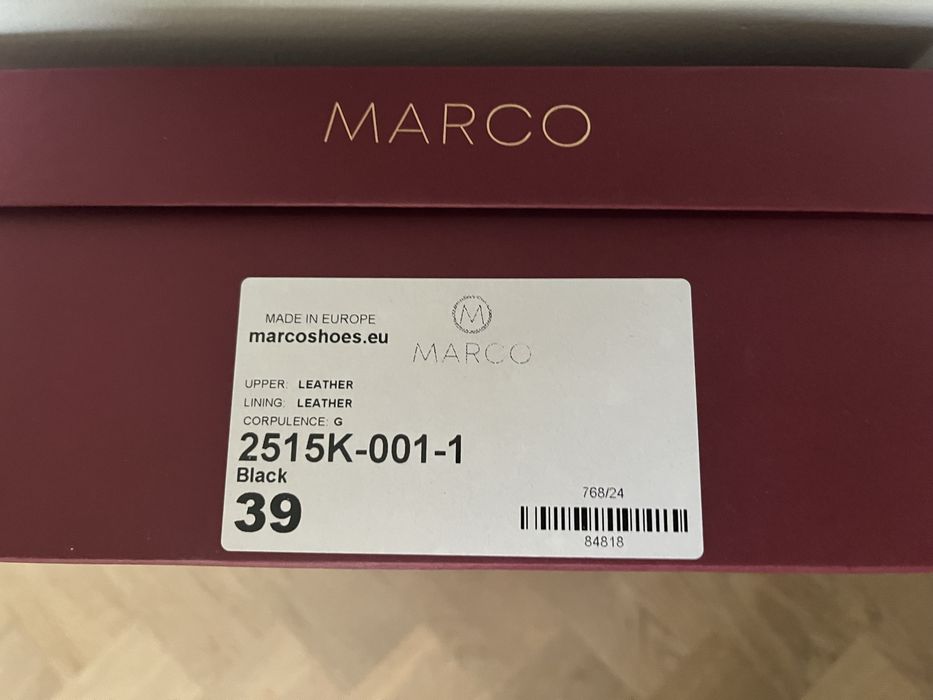 MARCO
MADE IN EUROPE
marcoshoes.eu
M
MARCO
UPPER: LEATHER
LINING: LEATHER
CORPULENCE: G
2515K-001-1
Black
39
768/24
84818